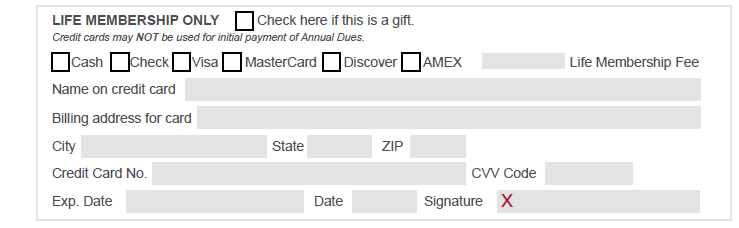 LIFE MEMBERSHIP ONLY Check here if this is a gift.
Credit cards may NOT be used for initial payment of Annual Dues.
Cash Check Visa MasterCard Discover AMEX Life Membership Fee
Name on credit card
Billing address for card
City State ZIP
Credit Card No. CVV Code
Exp. Date Date Signature X